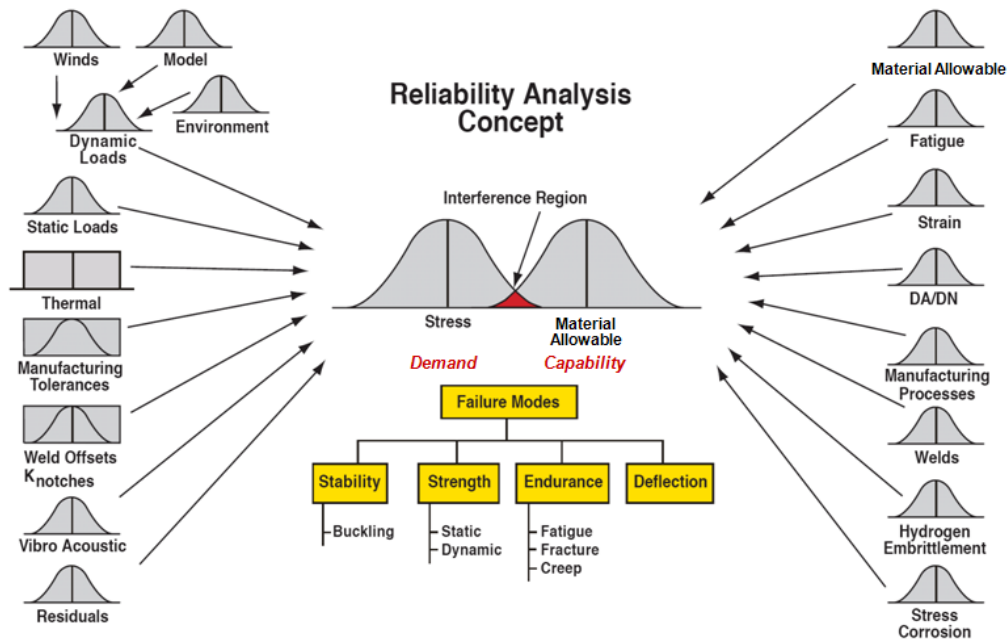 Reliability Analysis
Concept
Winds
Model
Environment
Dynamic
Loads
Static Loads
Thermal
Manufacturing
Tolerances
Weld Offsets
Knotches
Vibro Acoustic
Residuals
Interference Region
Stress
Material
Allowable
Demand
Capability
Failure Modes
Stability
Buckling
Strength
Static
Dynamic
Endurance
Fatigue
Fracture
Creep
Deflection
Material Allowable
Fatigue
Strain
DA/DN
Manufacturing
Processes
Welds
Hydrogen
Embrittlement
Stress
Corrosion